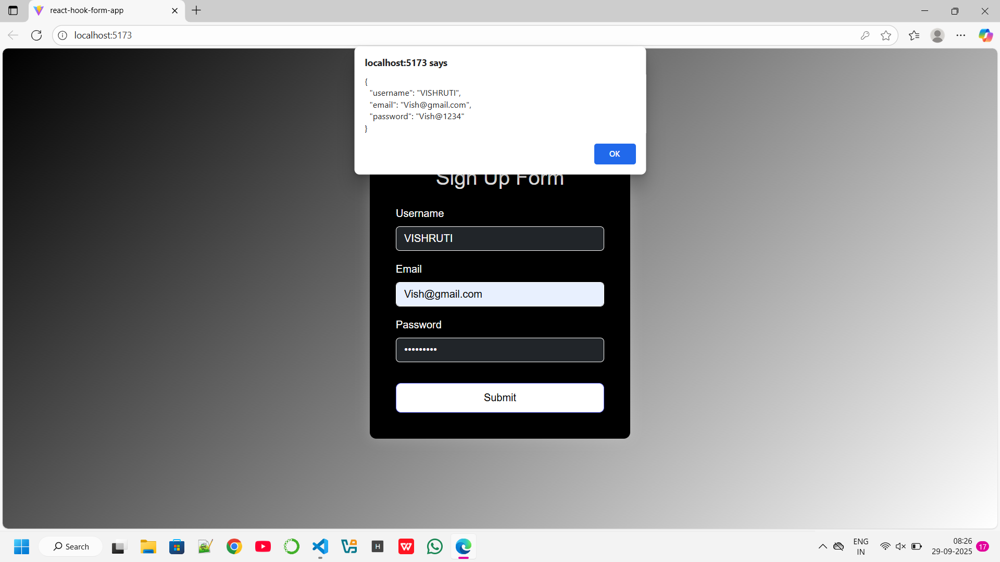 react-hook-form-app
localhost:5173
localhost:5173 says
{
"username": "VISHRUTI",
"email": "Vish@gmail.com",
"password": "Vish@1234"
}
OK
Sign Up Form
Username
VISHRUTI
Email
Vish@gmail.com
Password
•••••••••
Submit
Search
H
W
ENG
IN
08:26
29-09-2025
17